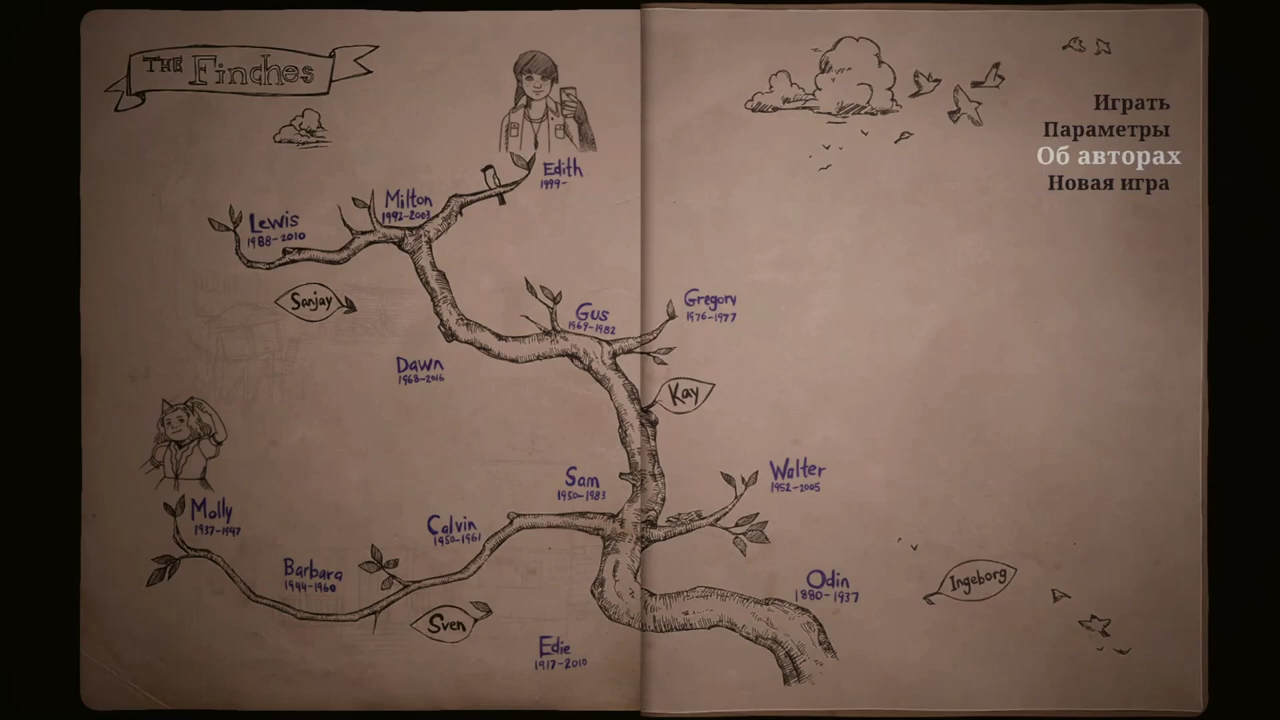 THE Finches
Edith
1999-
Milton
1992-2003
Lewis
1988-2010
Sanjay
Gus
1969-1982
Gregory
1976-1977
Dawn
1968-2016
Kay
Sam
1950-1983
Walter
1952-2005
Molly
1937-1947
Calvin
1950-1961
Barbara
1944-1960
Sven
Odin
1880-1937
Ingeborg
Edie
1917-2010
Играть
Параметры
Об авторах
Новая игра